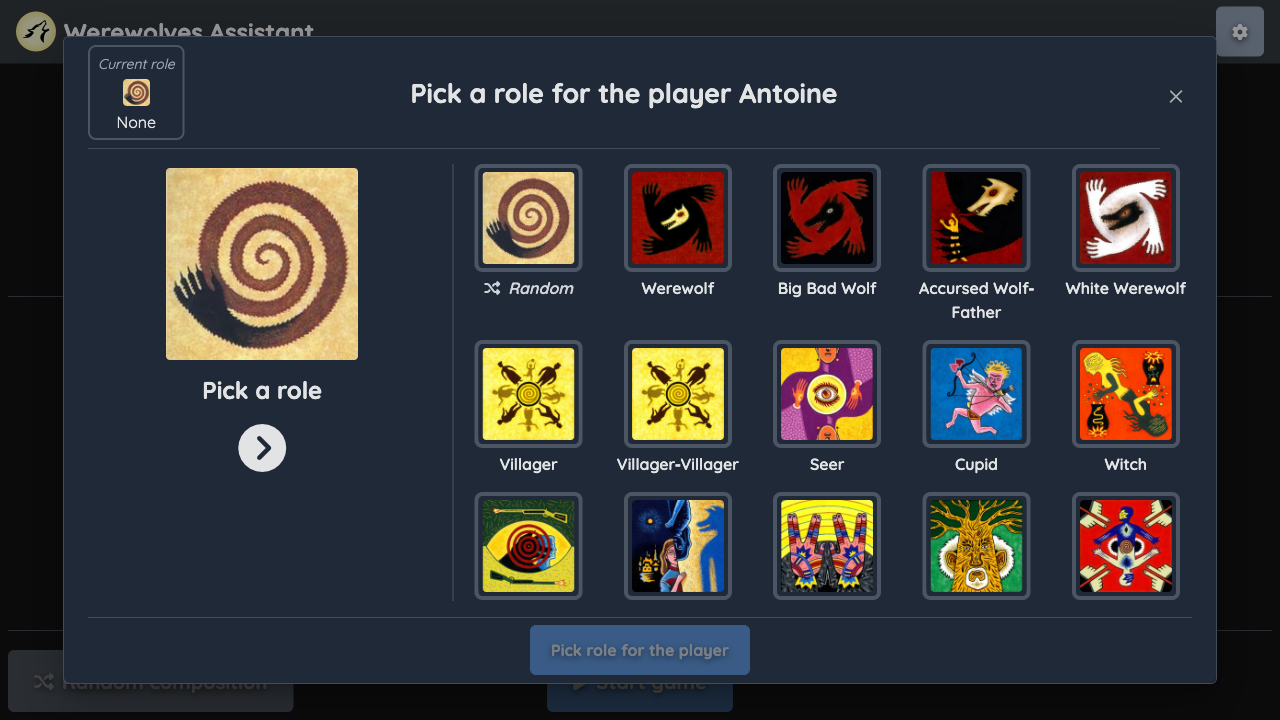 Werewolves Assistant
Current role
None
Pick a role for the player Antoine
Pick a role
Random
Werewolf
Big Bad Wolf
Accursed Wolf-
Father
White Werewolf
Villager
Villager-Villager
Seer
Cupid
Witch
Pick role for the player
Random Composition
Start game